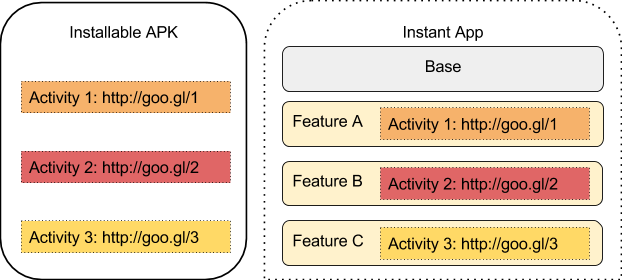 Installable APK
Activity 1: http://goo.gl/1
Activity 2: http://goo.gl/2
Activity 3: http://goo.gl/3
Instant App
Base
Feature A
Activity 1: http://goo.gl/1
Feature B
Activity 2: http://goo.gl/2
Feature C
Activity 3: http://goo.gl/3